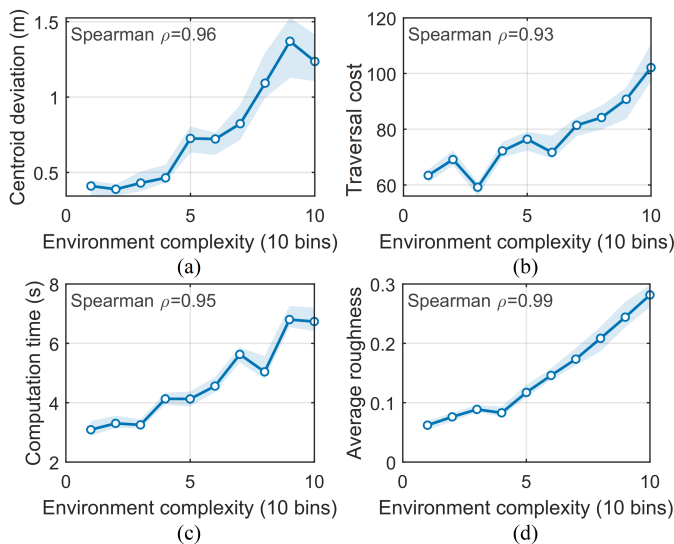 Spearman ρ=0.96
1.5
1
0.5
Centroid deviation (m)
0
5
10
Environment complexity (10 bins)
(a)
Spearman ρ=0.93
120
100
80
60
Traversal cost
0
5
10
Environment complexity (10 bins)
(b)
Spearman ρ=0.95
8
6
4
2
Computation time (s)
0
5
10
Environment complexity (10 bins)
(c)
Spearman ρ=0.99
0.3
0.2
0.1
0
Average roughness
0
5
10
Environment complexity (10 bins)
(d)